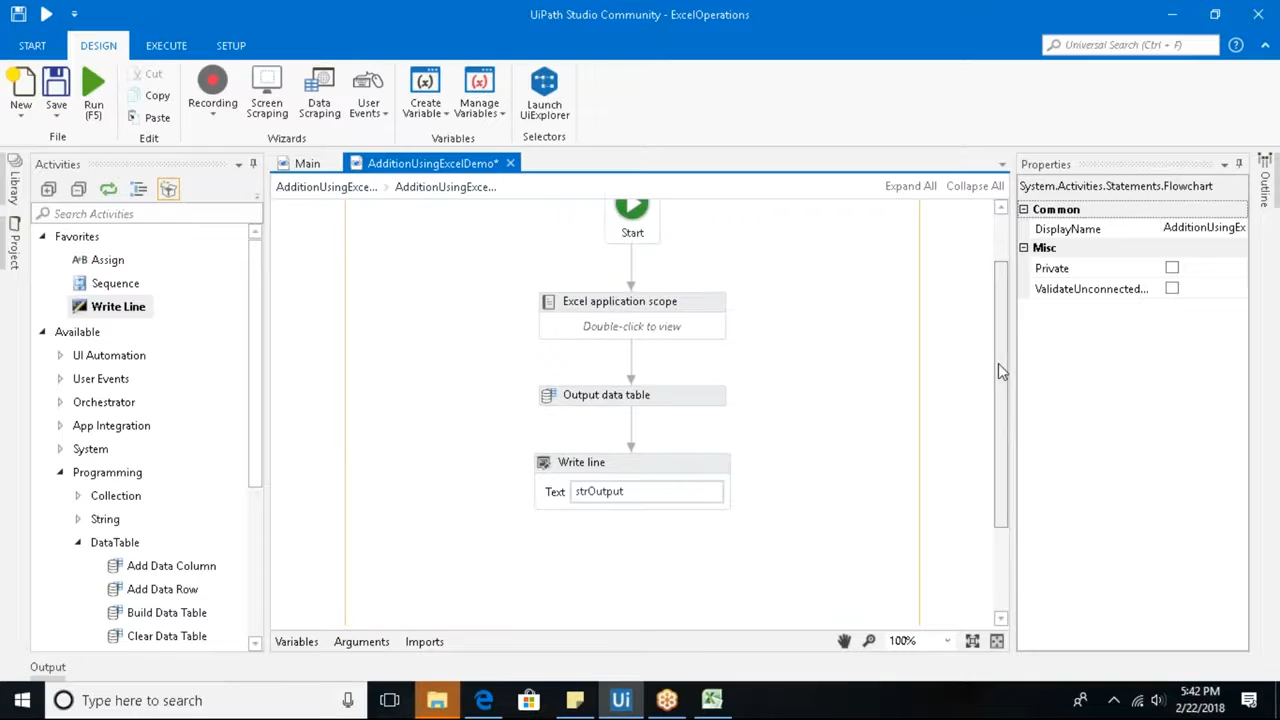 UiPath Studio Community - ExcelOperations
START DESIGN EXECUTE SETUP
Universal Search (Ctrl + F)
New Save Run (F5) Cut Copy Paste Recording Screen Scraping Data Scraping User Events Create Variable Manage Variables Launch UiExplorer
File Edit Wizards Variables Selectors
Library
Project
Activities
Search Activities
Favorites
Assign
Sequence
Write Line
Available
UI Automation
User Events
Orchestrator
App Integration
System
Programming
Collection
String
DataTable
Add Data Column
Add Data Row
Build Data Table
Clear Data Table
Main AdditionUsingExcelDemo*
AdditionUsingExce... AdditionUsingExce... Expand All Collapse All
Start
Excel application scope
Double-click to view
Output data table
Write line
Text strOutput
Variables Arguments Imports 100%
Properties
System.Activities.Statements.Flowchart
Common
DisplayName AdditionUsingEx
Misc
Private
ValidateUnconnected...
Outline
Output
Type here to search
Ui
5:42 PM
2/22/2018